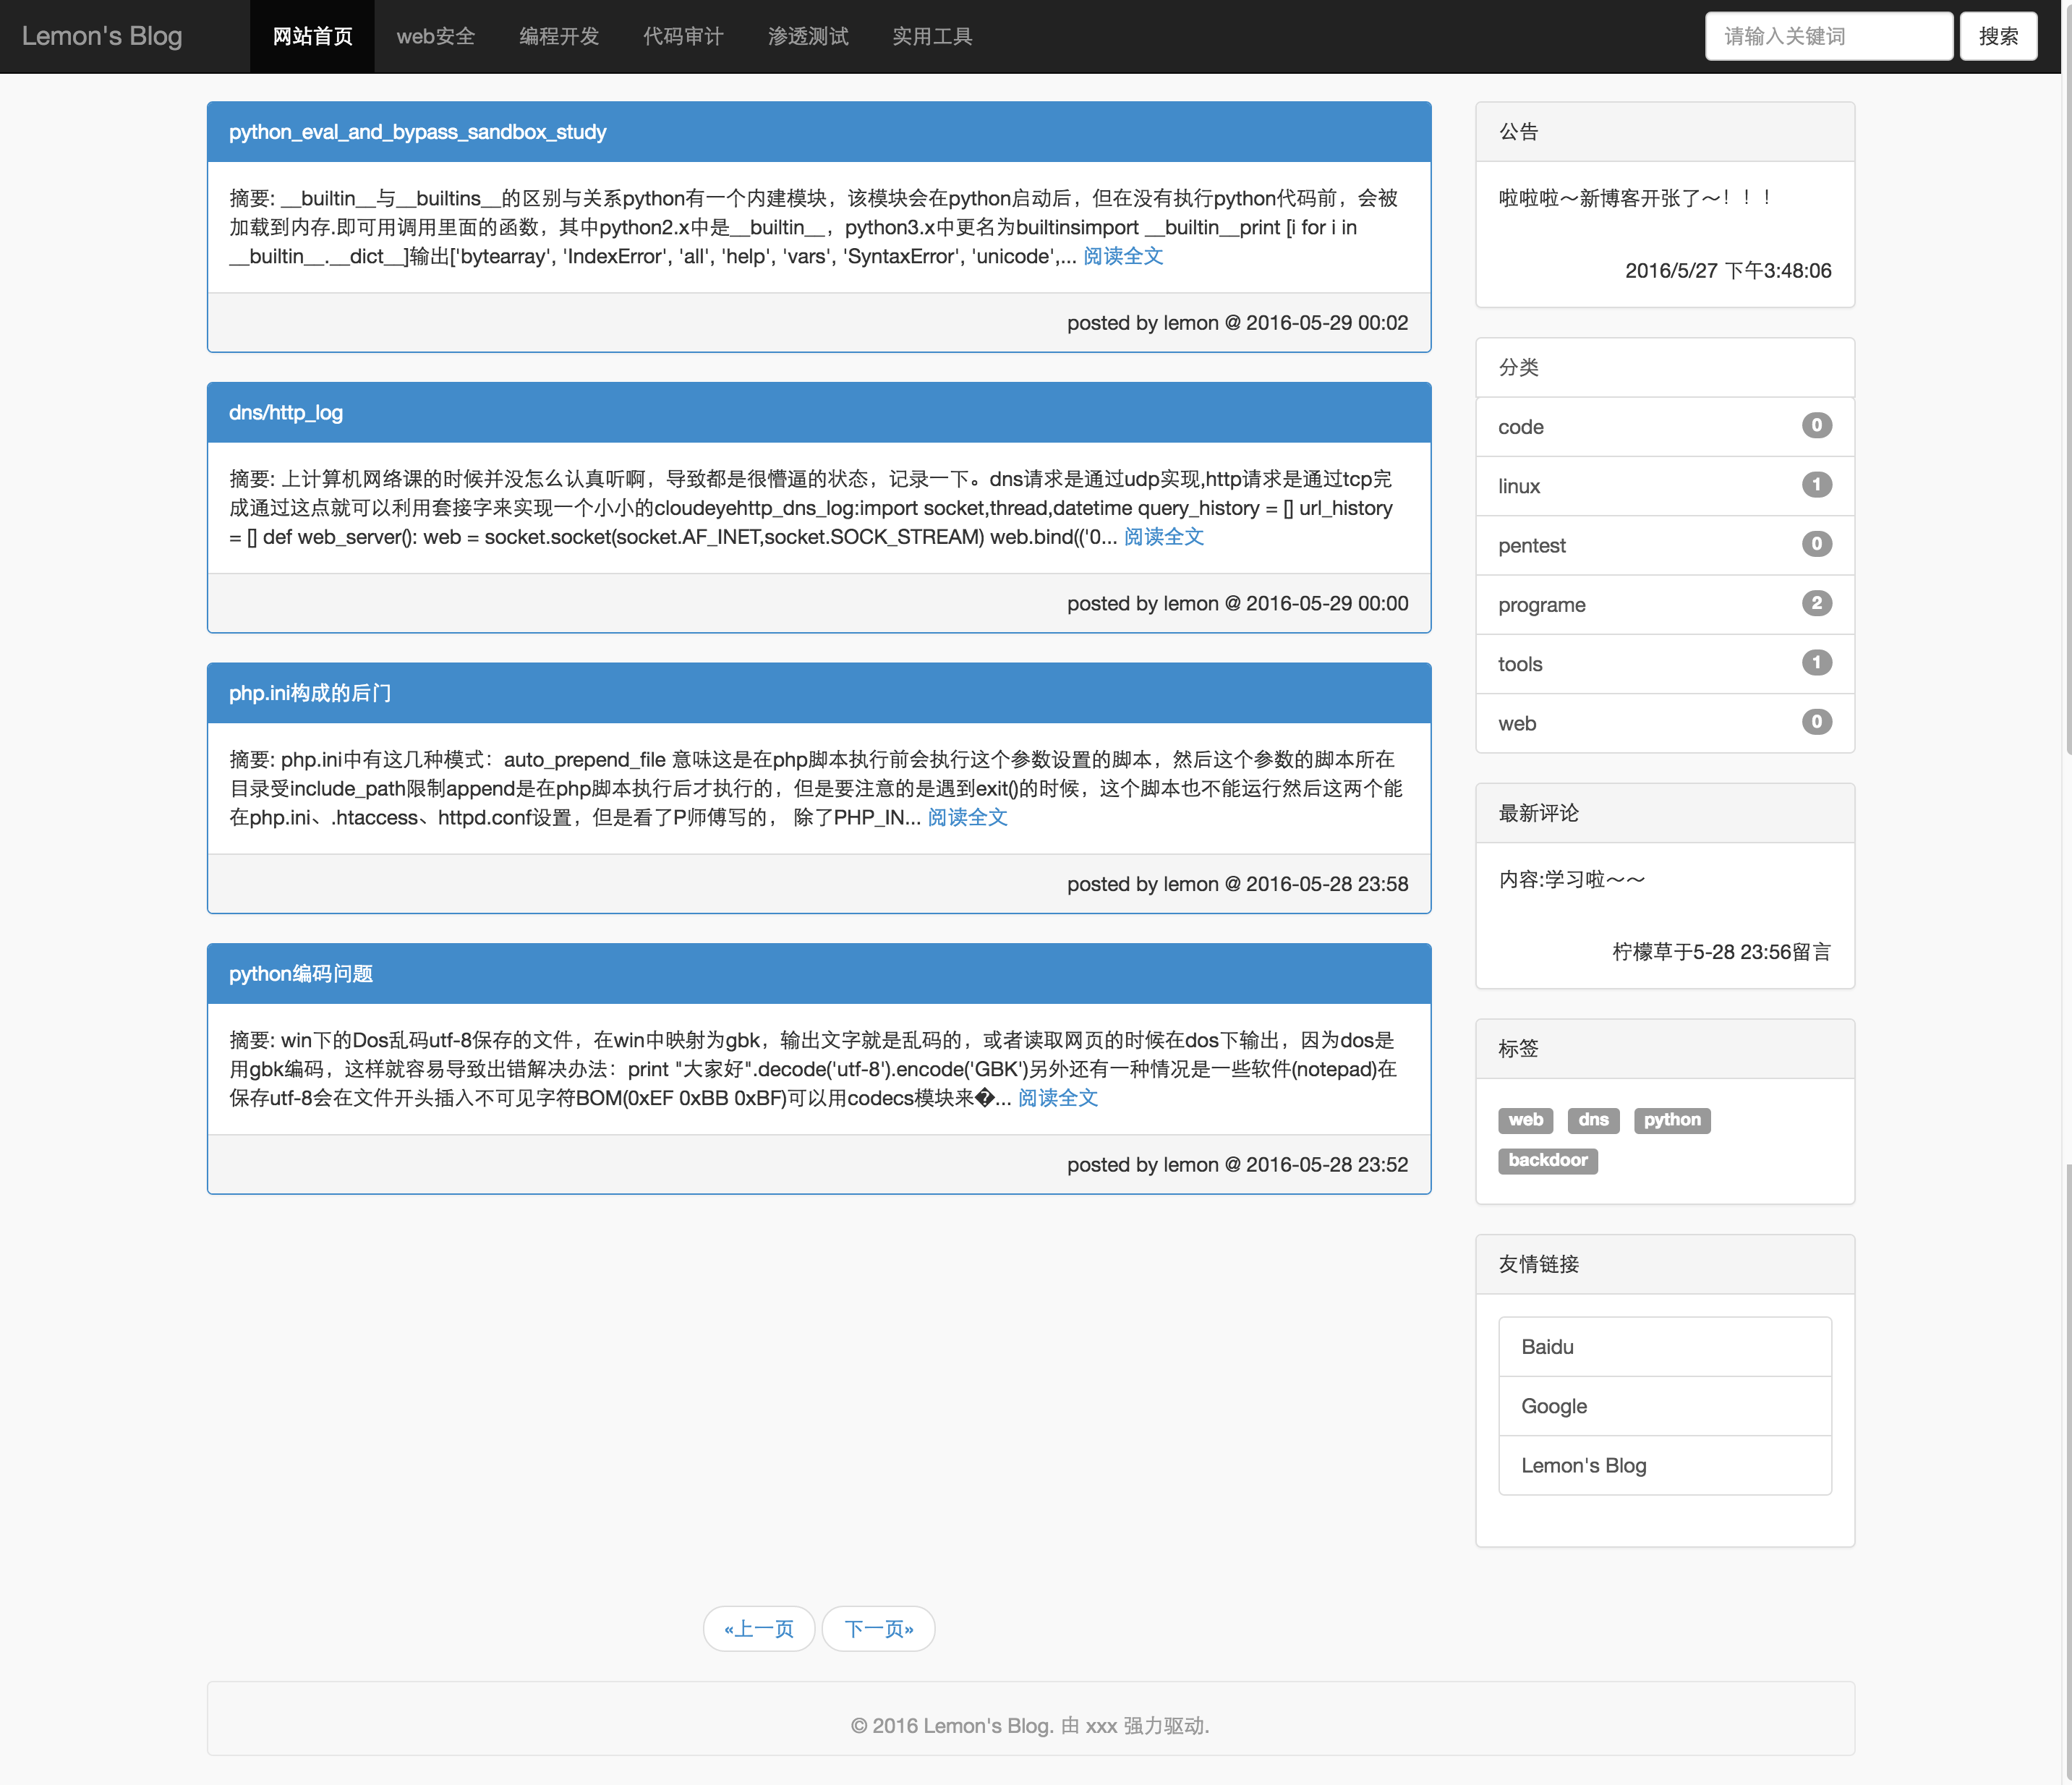 Lemon's Blog 网站首页 web安全 编程开发 代码审计 渗透测试 实用工具 请输入关键词 搜索
python_eval_and_bypass_sandbox_study
摘要: __builtin__与__builtins__的区别与关系python有一个内建模块，该模块会在python启动后，但在没有执行python代码前，会被
加载到内存.即可用调用里面的函数，其中python2.x中是__builtin__，python3.x中更名为builtinsimport __builtin__print [i for i in
__builtin__.__dict__]输出['bytearray', 'IndexError', 'all', 'help', 'vars', 'SyntaxError', 'unicode',... 阅读全文
posted by lemon @ 2016-05-29 00:02
dns/http_log
摘要: 上计算机网络课的时候并没怎么认真听啊，导致都是很懵逼的状态，记录一下。dns请求是通过udp实现,http请求是通过tcp完
成通过这点就可以利用套接字来实现一个小小的cloudeyehttp_dns_log:import socket,thread,datetime query_history = [] url_history
= [] def web_server(): web = socket.socket(socket.AF_INET,socket.SOCK_STREAM) web.bind(('0... 阅读全文
posted by lemon @ 2016-05-29 00:00
php.ini构成的后门
摘要: php.ini中有这几种模式：auto_prepend_file 意味这是在php脚本执行前会执行这个参数设置的脚本，然后这个参数的脚本所在
目录受include_path限制append是在php脚本执行后才执行的，但是要注意的是遇到exit()的时候，这个脚本也不能运行然后这两个能
在php.ini、.htaccess、httpd.conf设置，但是看了P师傅写的， 除了PHP_IN... 阅读全文
posted by lemon @ 2016-05-28 23:58
python编码问题
摘要: win下的Dos乱码utf-8保存的文件，在win中映射为gbk，输出文字就是乱码的，或者读取网页的时候在dos下输出，因为dos是
用gbk编码，这样就容易导致出错解决办法：print "大家好".decode('utf-8').encode('GBK')另外还有一种情况是一些软件(notepad)在
保存utf-8会在文件开头插入不可见字符BOM(0xEF 0xBB 0xBF)可以用codecs模块来�... 阅读全文
posted by lemon @ 2016-05-28 23:52
公告
啦啦啦～新博客开张了～！！！
2016/5/27 下午3:48:06
分类
code 0
linux 1
pentest 0
programe 2
tools 1
web 0
最新评论
内容:学习啦～～
柠檬草于5-28 23:56留言
标签
web dns python
backdoor
友情链接
Baidu
Google
Lemon's Blog
«上一页 下一页»
© 2016 Lemon's Blog. 由 xxx 强力驱动.